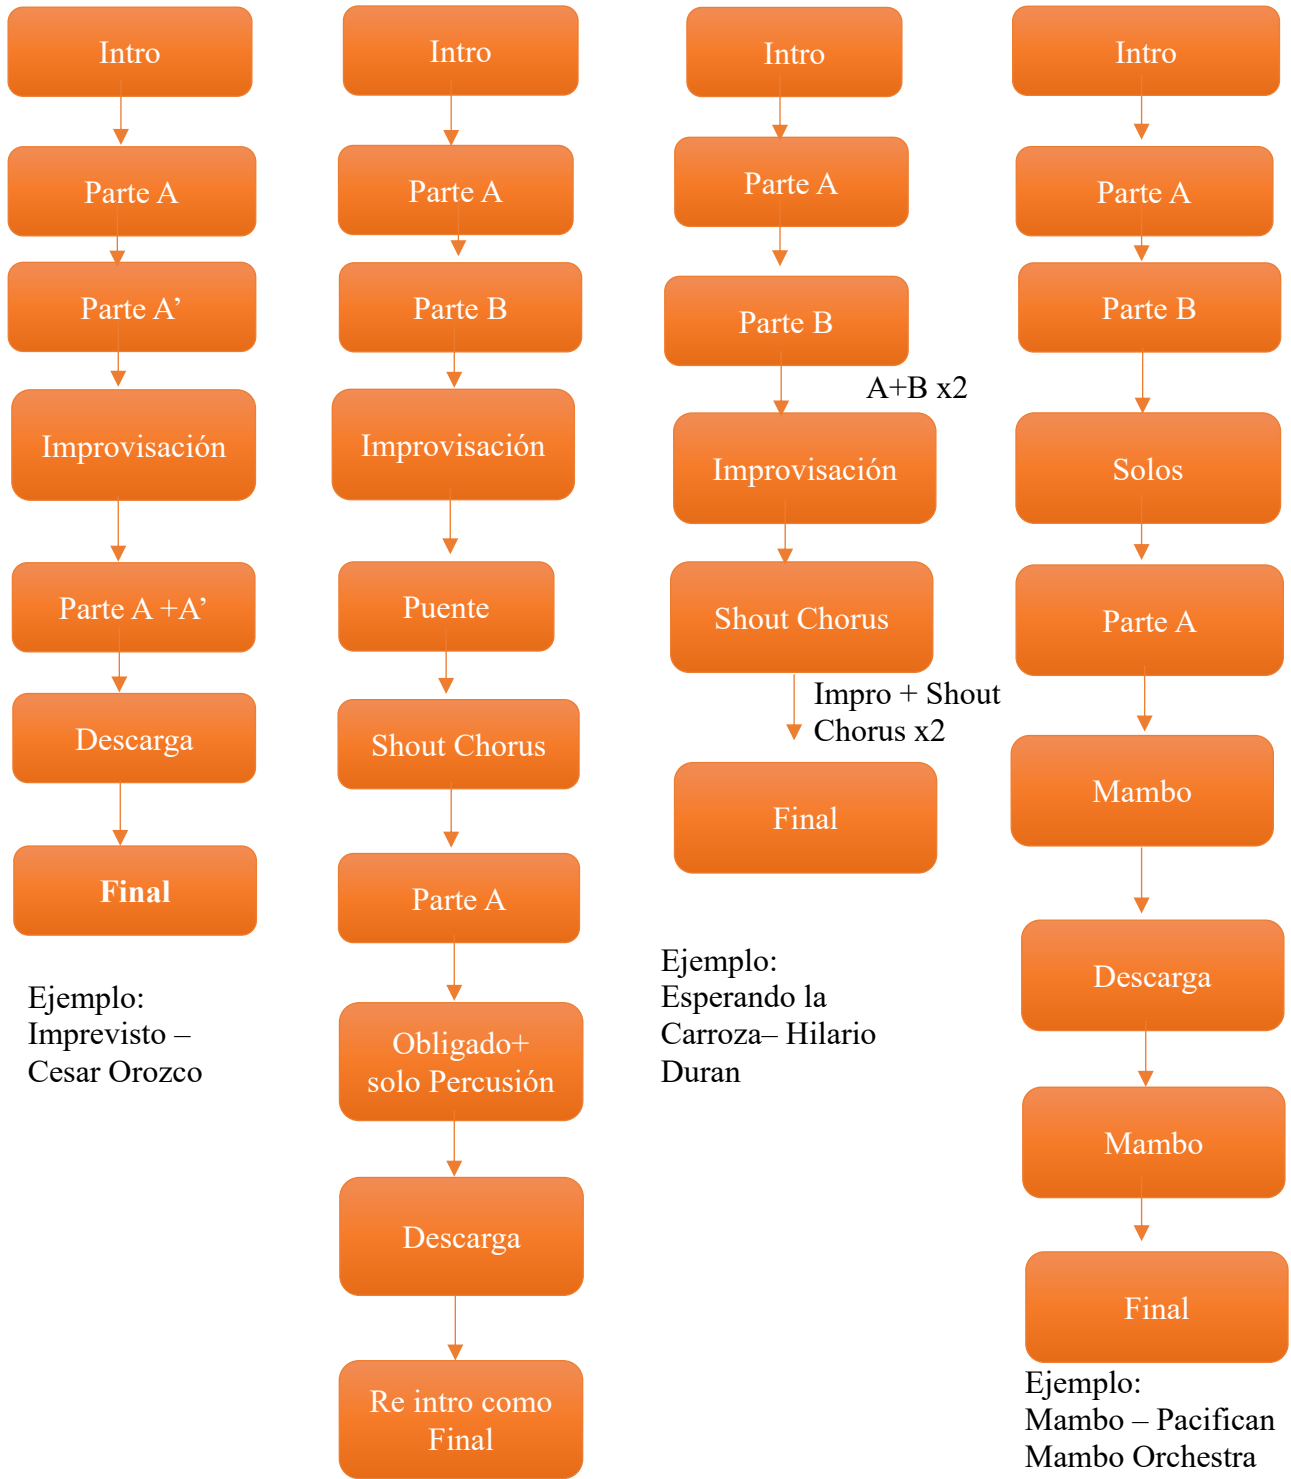 Intro
Parte A
Parte A’
Improvisación
Parte A +A’
Descarga
Final
Ejemplo:
Imprevisto –
Cesar Orozco
Intro
Parte A
Parte B
Improvisación
Puente
Shout Chorus
Parte A
Obligado+
solo Percusión
Descarga
Re intro como
Final
Intro
Parte A
Parte B
A+B x2
Improvisación
Shout Chorus
Impro + Shout
Chorus x2
Final
Ejemplo:
Esperando la
Carroza– Hilario
Duran
Intro
Parte A
Parte B
Solos
Parte A
Mambo
Descarga
Mambo
Final
Ejemplo:
Mambo – Pacifican
Mambo Orchestra